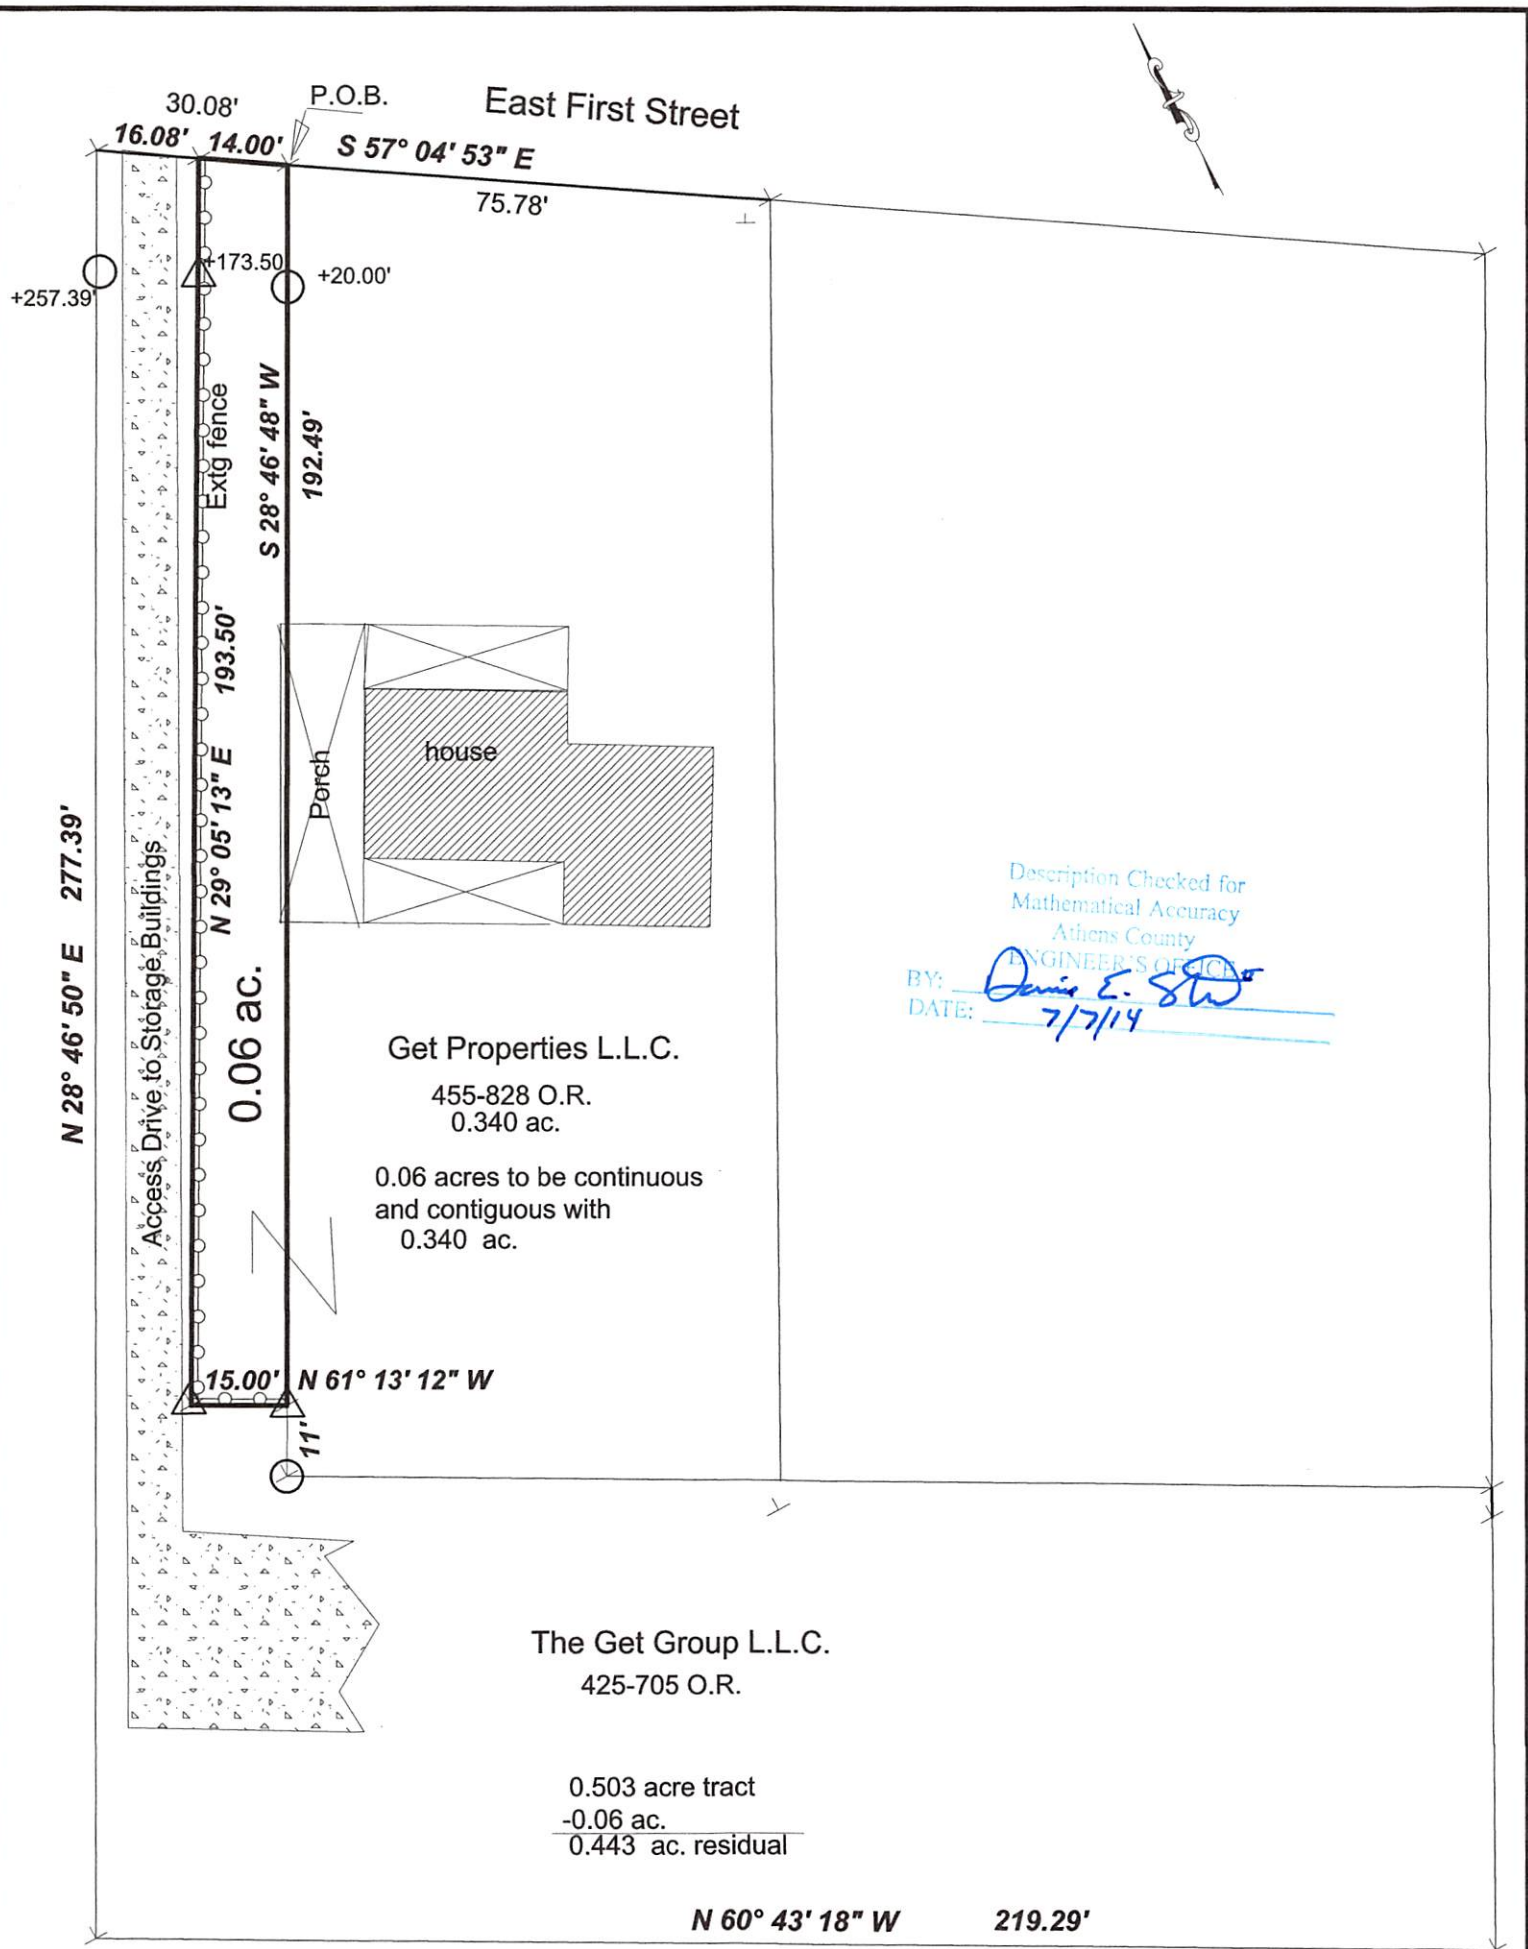 30.08'
P.O.B.
East First Street
16.08'
14.00'
S 57° 04' 53" E
75.78'
+257.39'
+173.50
+20.00'
Extg fence
S 28° 46' 48" W
192.49'
N 29° 05' 13" E 193.50'
Porch
house
N 28° 46' 50" E 277.39'
Access Drive to Storage Buildings
0.06 ac.
Description Checked for
Mathematical Accuracy
Athens County
ENGINEER'S OFFICE
BY:
DATE: 7/7/14
Get Properties L.L.C.
455-828 O.R.
0.340 ac.
0.06 acres to be continuous
and contiguous with
0.340 ac.
15.00'
N 61° 13' 12" W
11'
The Get Group L.L.C.
425-705 O.R.
0.503 acre tract
-0.06 ac.
0.443 ac. residual
N 60° 43' 18" W 219.29'